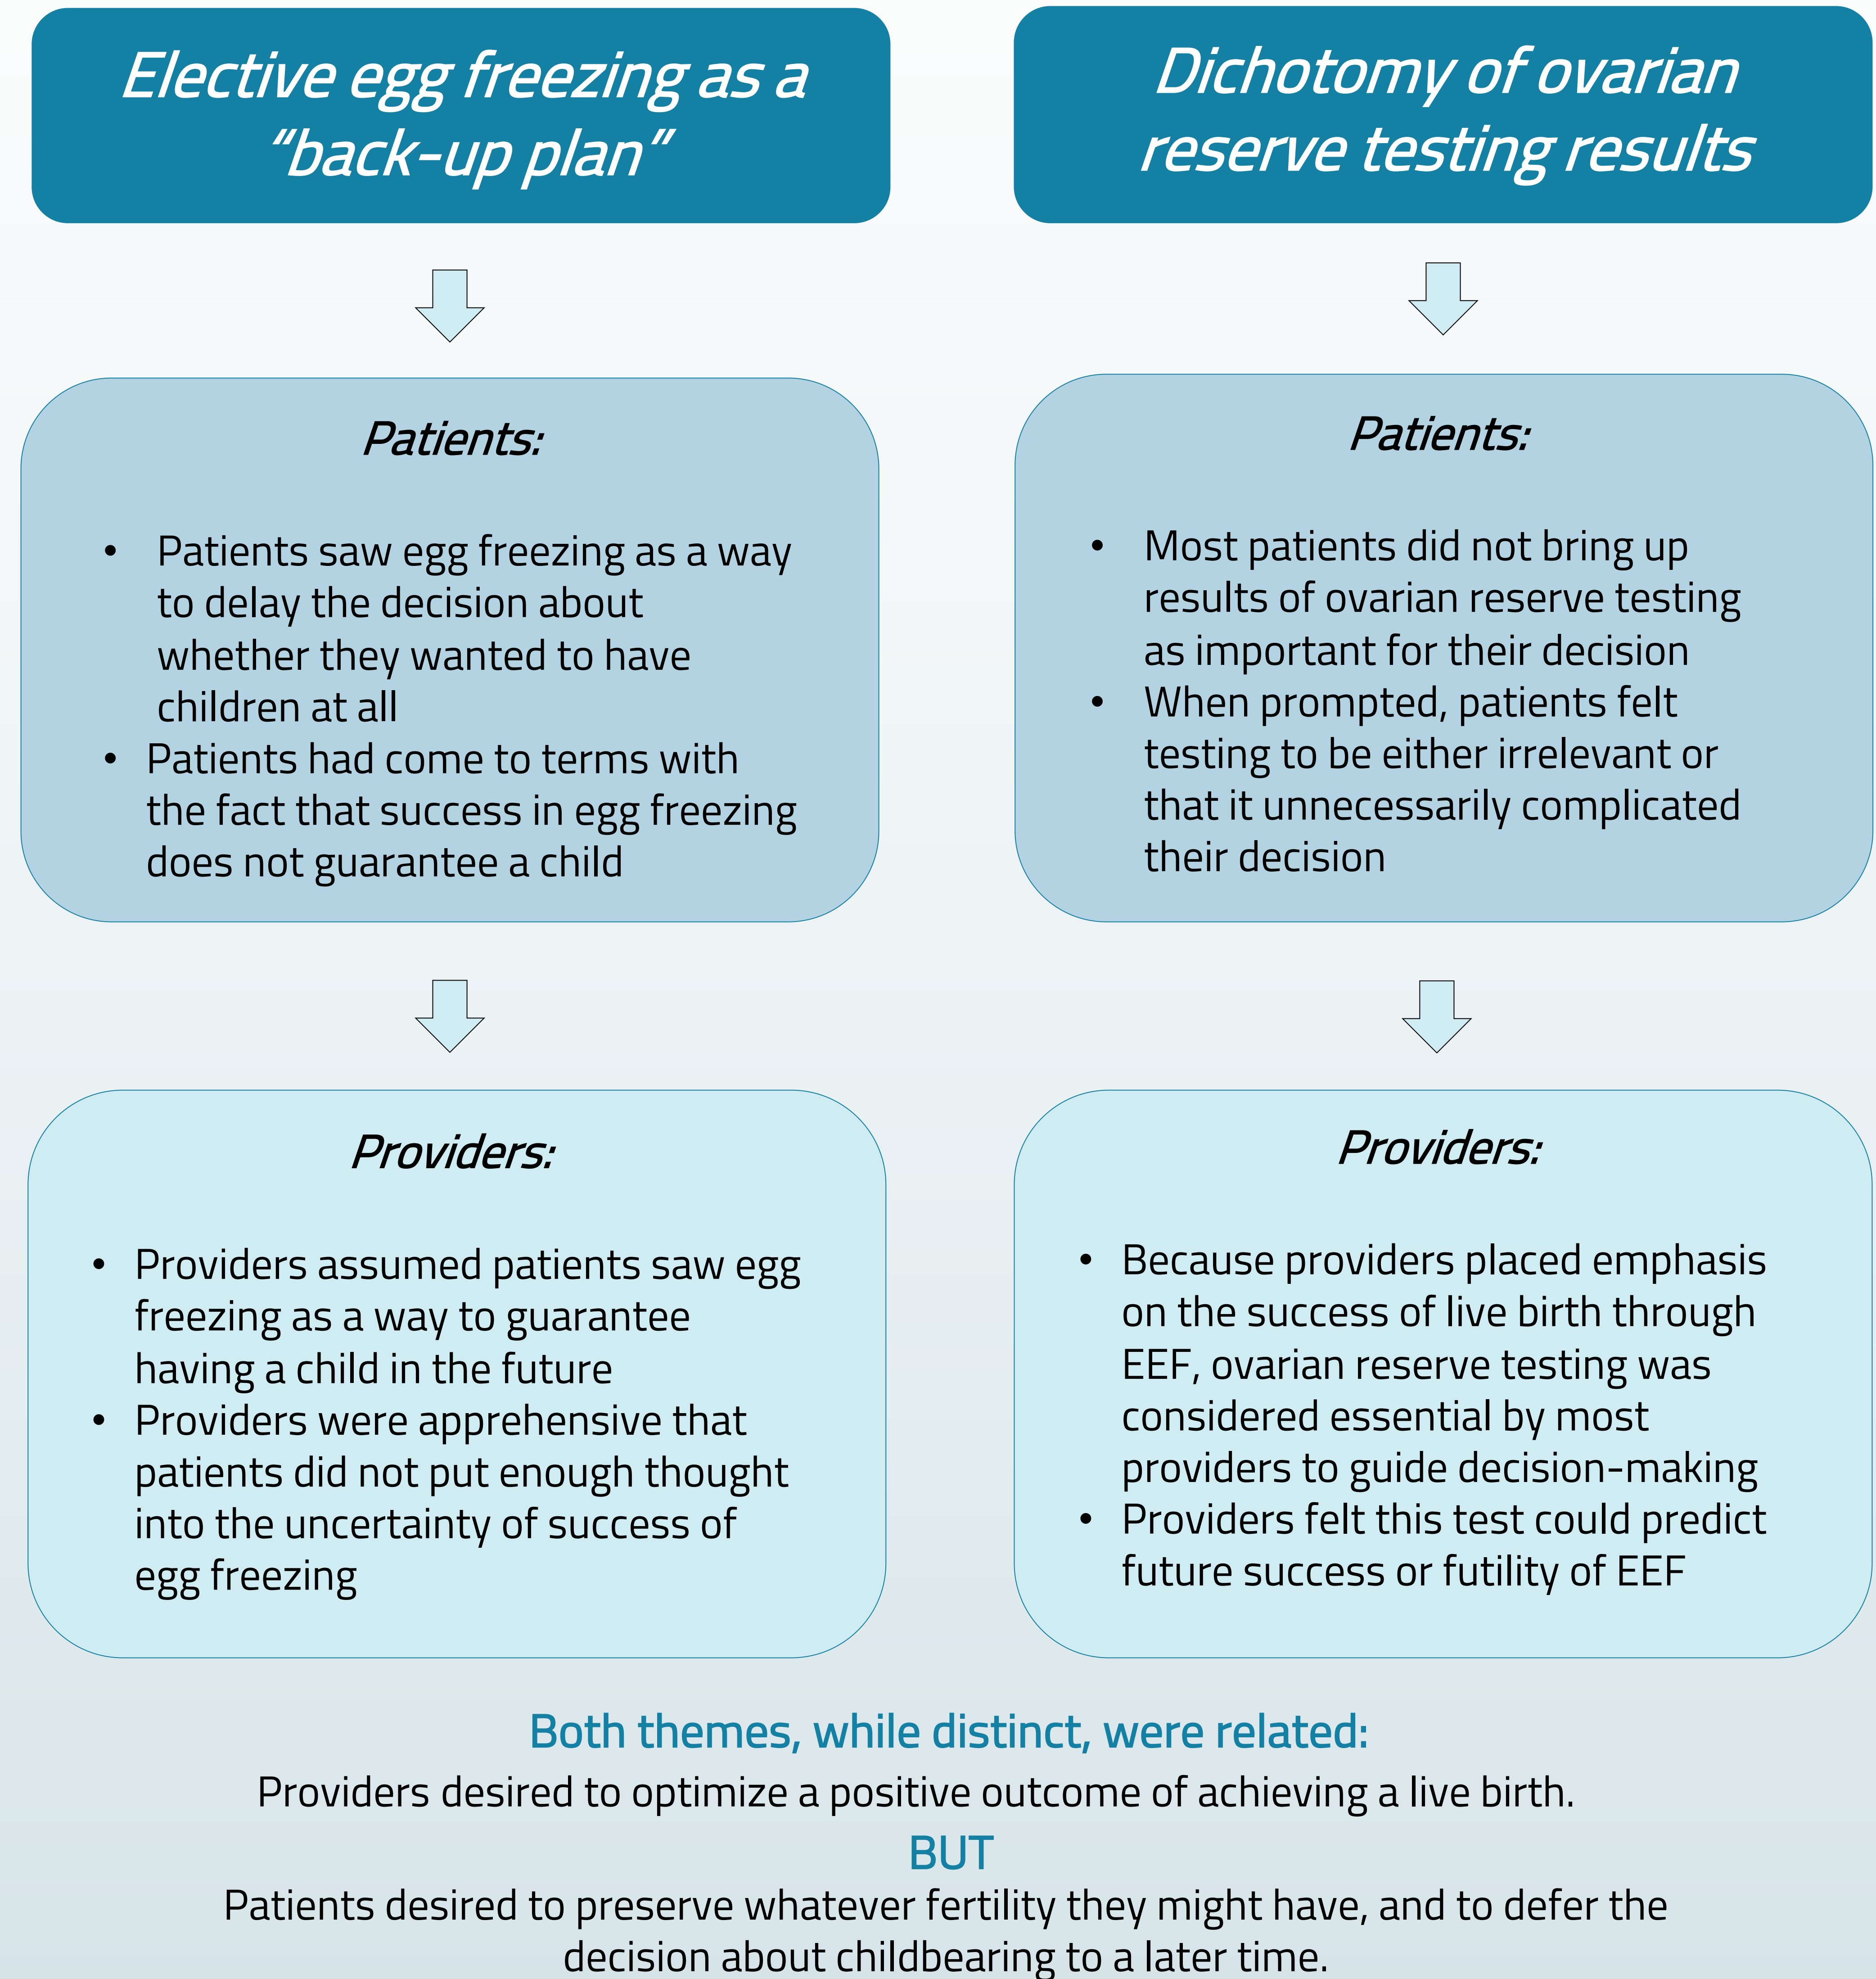 Elective egg freezing as a
“back-up plan”
Patients:
• Patients saw egg freezing as a way
to delay the decision about
whether they wanted to have
children at all
• Patients had come to terms with
the fact that success in egg freezing
does not guarantee a child
Providers:
• Providers assumed patients saw egg
freezing as a way to guarantee
having a child in the future
• Providers were apprehensive that
patients did not put enough thought
into the uncertainty of success of
egg freezing
Dichotomy of ovarian
reserve testing results
Patients:
• Most patients did not bring up
results of ovarian reserve testing
as important for their decision
• When prompted, patients felt
testing to be either irrelevant or
that it unnecessarily complicated
their decision
Providers:
• Because providers placed emphasis
on the success of live birth through
EEF, ovarian reserve testing was
considered essential by most
providers to guide decision-making
• Providers felt this test could predict
future success or futility of EEF
Both themes, while distinct, were related:
Providers desired to optimize a positive outcome of achieving a live birth.
BUT
Patients desired to preserve whatever fertility they might have, and to defer the
decision about childbearing to a later time.